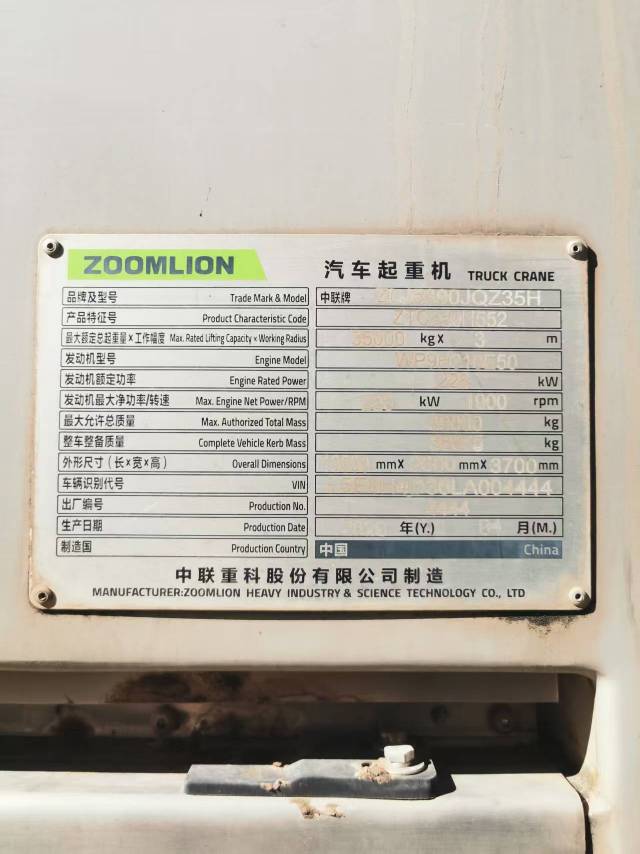 ZOOMLION 汽车起重机 TRUCK CRANE
品牌及型号 Trade Mark & Model 中联牌
产品特征号 Product Characteristic Code
最大额定总起重量×工作幅度 Max. Rated Lifting Capacity × Working Radius 35000 kgX 3 m
发动机型号 Engine Model
发动机额定功率 Engine Rated Power kW
发动机最大净功率/转速 Max. Engine Net Power/RPM kW 1900 rpm
最大允许总质量 Max. Authorized Total Mass kg
整车整备质量 Complete Vehicle Kerb Mass kg
外形尺寸（长×宽×高） Overall Dimensions mmX mmX 3700 mm
车辆识别代号 VIN
出厂编号 Production No.
生产日期 Production Date 年(Y.) 月(M.)
制造国 Production Country 中国 China
中联重科股份有限公司制造
MANUFACTURER:ZOOMLION HEAVY INDUSTRY & SCIENCE TECHNOLOGY CO., LTD